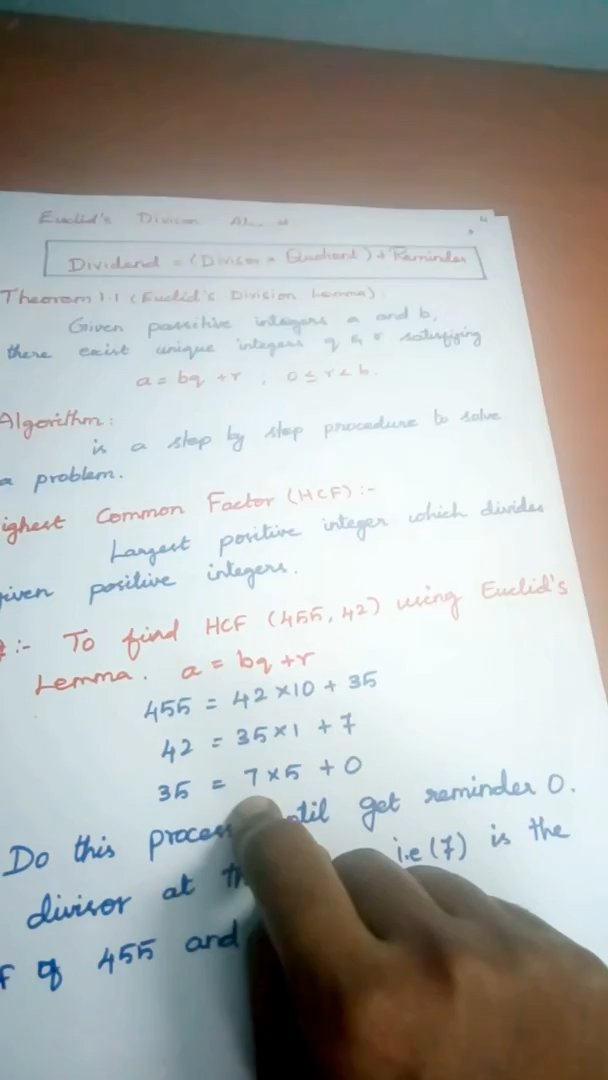 Euclid's Division
Dividend = (Divisor × Quotient) + Reminder
Theorem 1.1 (Euclid's Division Lemma)
Given possitive integers a and b,
there exist unique integers q & r satisfying
a = bq + r , 0 ≤ r < b.
Algorithm:
is a step by step procedure to solve
a problem.
ighest Common Factor (HCF) :-
Largest positive integer which divides
given positive integers.
:- To find HCF (455, 42) using Euclid's
Lemma. a = bq + r
455 = 42 × 10 + 35
42 = 35 × 1 + 7
35 = 7 × 5 + 0
Do this process until get reminder 0.
divisor at i.e (7) is the
F of 455 and